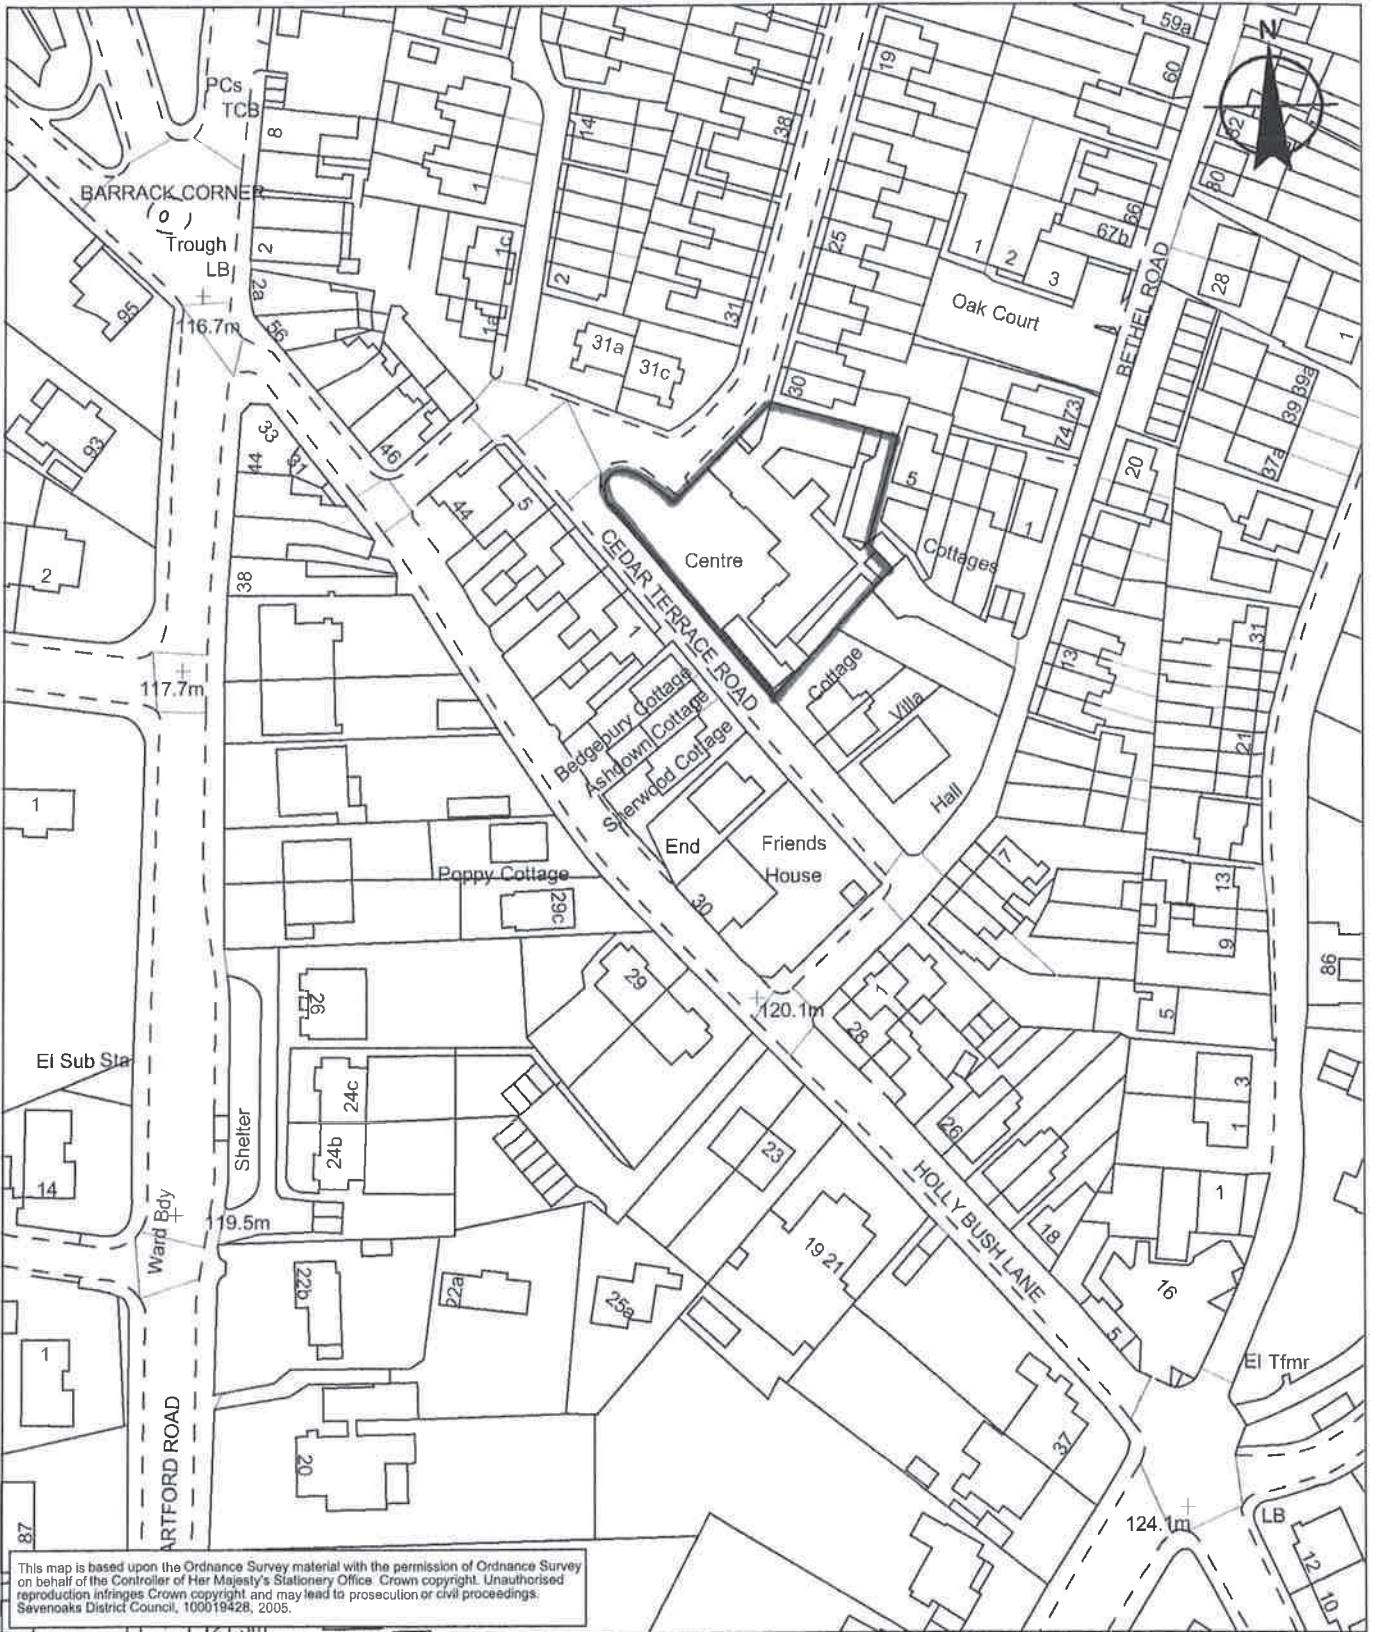 59a
N
60
19
PCs
TCB
8
14
38
62
80
1
BARRACK CORNER
Trough
LB
2
2a
1c
1a
2
31
25
1
2
3
66
67b
28
1
Oak Court
BETHEL ROAD
95
116.7m
56
31a
31c
30
39a
39
37a
93
33
44
31
46
44
5
74 73
20
5
1
Centre
Cottages
CEDAR TERRACE ROAD
2
38
1
13
31
21
117.7m
Cottage
Villa
Bedgebury Cottage
Ashdown Cottage
Sherwood Cottage
Hall
1
End
Friends
House
7
13
9
Poppy Cottage
29c
30
86
26
29
120.1m
1
28
5
El Sub Sta
24c
24b
Shelter
3
1
26
23
14
Ward Bdy
119.5m
HOLLY BUSH LANE
18
1
19 21
16
22b
22a
25a
5
1
El Tfmr
ARTFORD ROAD
20
37
87
124.1m
LB
12
10
This map is based upon the Ordnance Survey material with the permission of Ordnance Survey
on behalf of the Controller of Her Majesty's Stationery Office. Crown copyright. Unauthorised
reproduction infringes Crown copyright and may lead to prosecution or civil proceedings.
Sevenoaks District Council, 100019428, 2005.